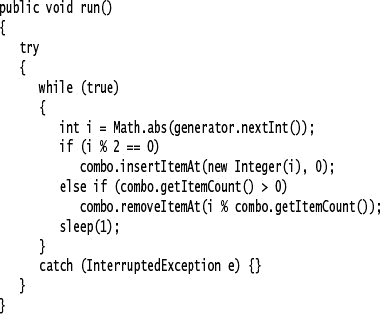 public void run()
{
   try
   {
      while (true)
      {
         int i = Math.abs(generator.nextInt());
         if (i % 2 == 0)
            combo.insertItemAt(new Integer(i), 0);
         else if (combo.getItemCount() > 0)
            combo.removeItemAt(i % combo.getItemCount());
         sleep(1);
      }
      catch (InterruptedException e) {}
   }
}